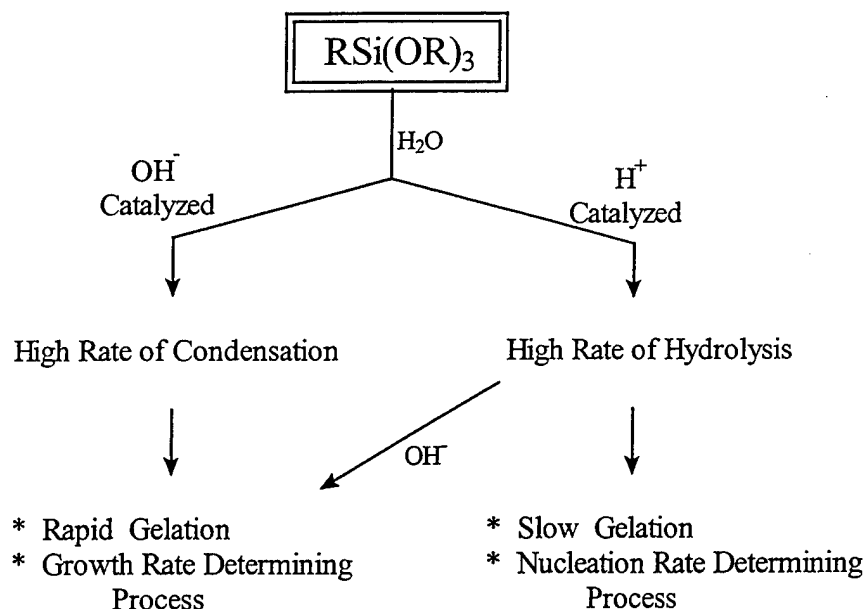 RSi(OR)₃
H₂O
OH⁻
Catalyzed
H⁺
Catalyzed
High Rate of Condensation
High Rate of Hydrolysis
OH⁻
* Rapid Gelation
* Growth Rate Determining
Process
* Slow Gelation
* Nucleation Rate Determining
Process